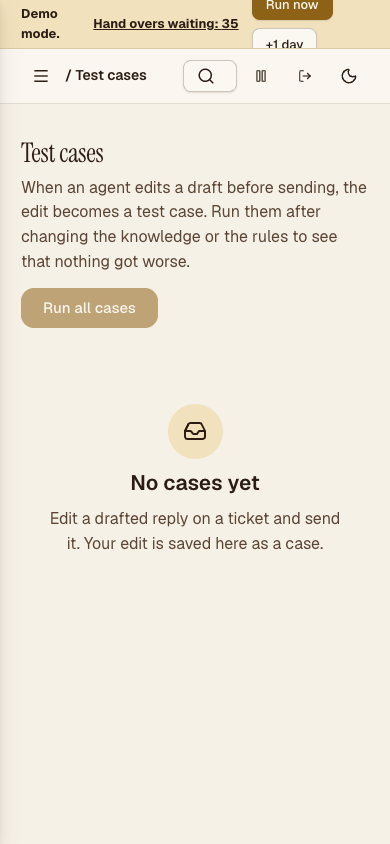 Demo mode.
Hand overs waiting: 35
Run now
+1 day
/ Test cases
Test cases
When an agent edits a draft before sending, the
edit becomes a test case. Run them after
changing the knowledge or the rules to see
that nothing got worse.
Run all cases
No cases yet
Edit a drafted reply on a ticket and send
it. Your edit is saved here as a case.